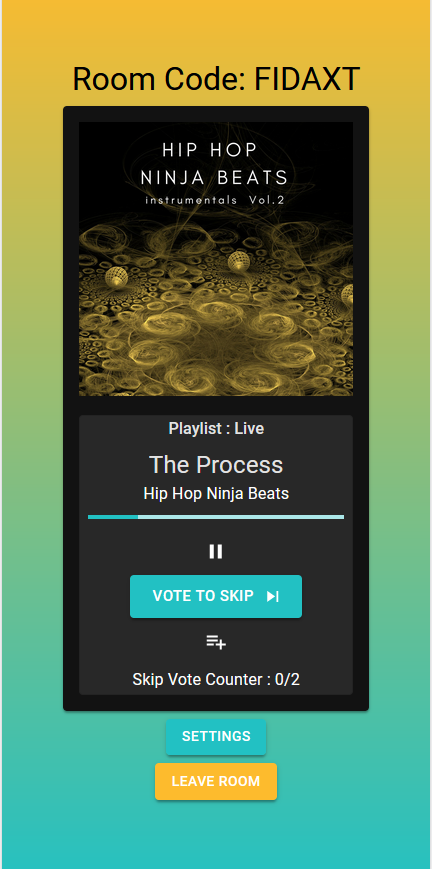 Room Code: FIDAXT
HIP HOP
NINJA BEATS
instrumentals Vol.2
Playlist : Live
The Process
Hip Hop Ninja Beats
VOTE TO SKIP
Skip Vote Counter : 0/2
SETTINGS
LEAVE ROOM